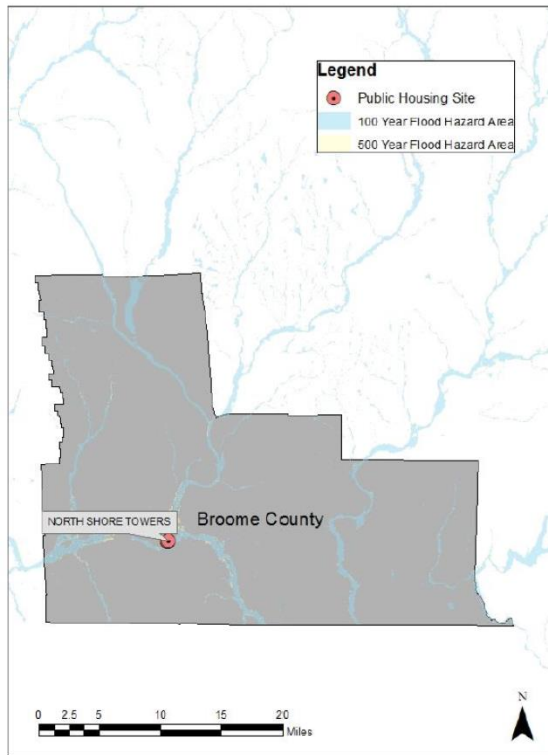 Legend
Public Housing Site
100 Year Flood Hazard Area
500 Year Flood Hazard Area
NORTH SHORE TOWERS
Broome County
N
0 2.5 5 10 15 20
Miles